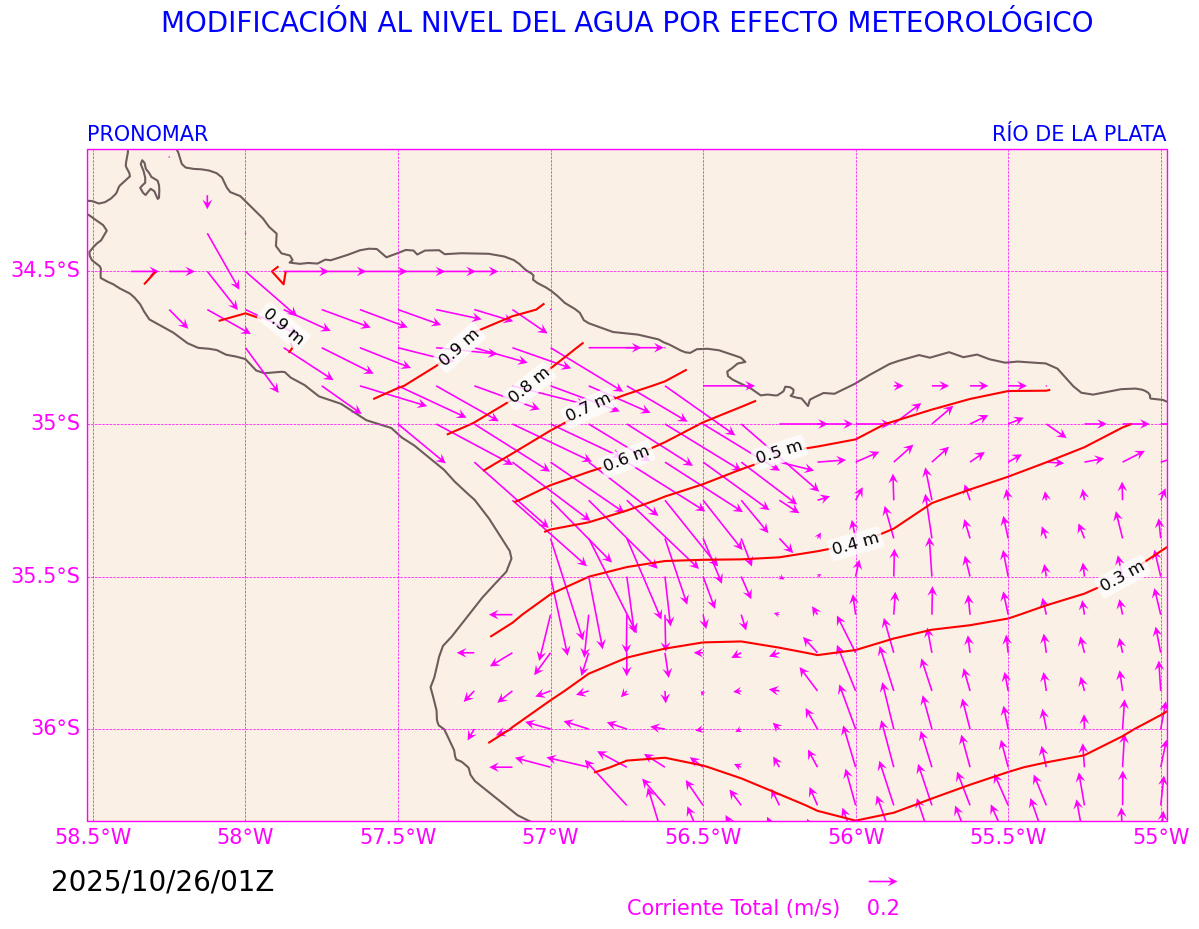 MODIFICACIÓN AL NIVEL DEL AGUA POR EFECTO METEOROLÓGICO
PRONOMAR RÍO DE LA PLATA
34.5°S
0.9 m
0.9 m
0.8 m
0.7 m
35°S
0.5 m
0.6 m
0.4 m
35.5°S
0.3 m
36°S
58.5°W 58°W 57.5°W 57°W 56.5°W 56°W 55.5°W 55°W
2025/10/26/01Z
Corriente Total (m/s) 0.2